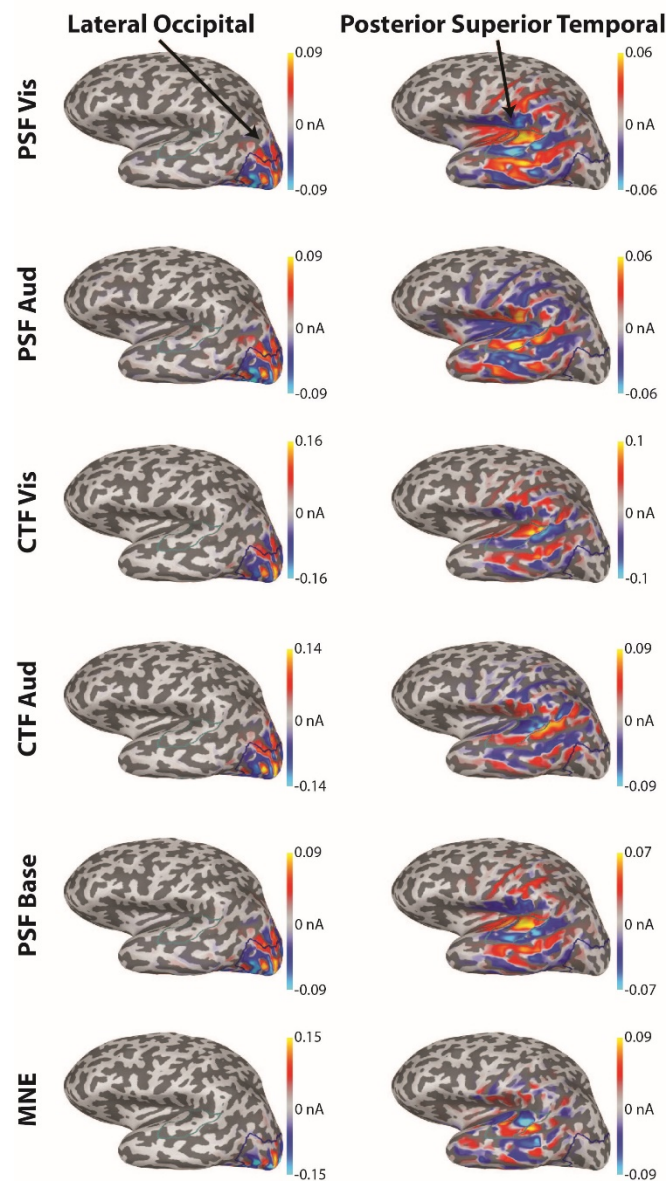 Lateral Occipital Posterior Superior Temporal
PSF Vis
0.09
0 nA
-0.09
0.06
0 nA
-0.06
PSF Aud
0.09
0 nA
-0.09
0.06
0 nA
-0.06
CTF Vis
0.16
0 nA
-0.16
0.1
0 nA
-0.1
CTF Aud
0.14
0 nA
-0.14
0.09
0 nA
-0.09
PSF Base
0.09
0 nA
-0.09
0.07
0 nA
-0.07
MNE
0.15
0 nA
-0.15
0.09
0 nA
-0.09